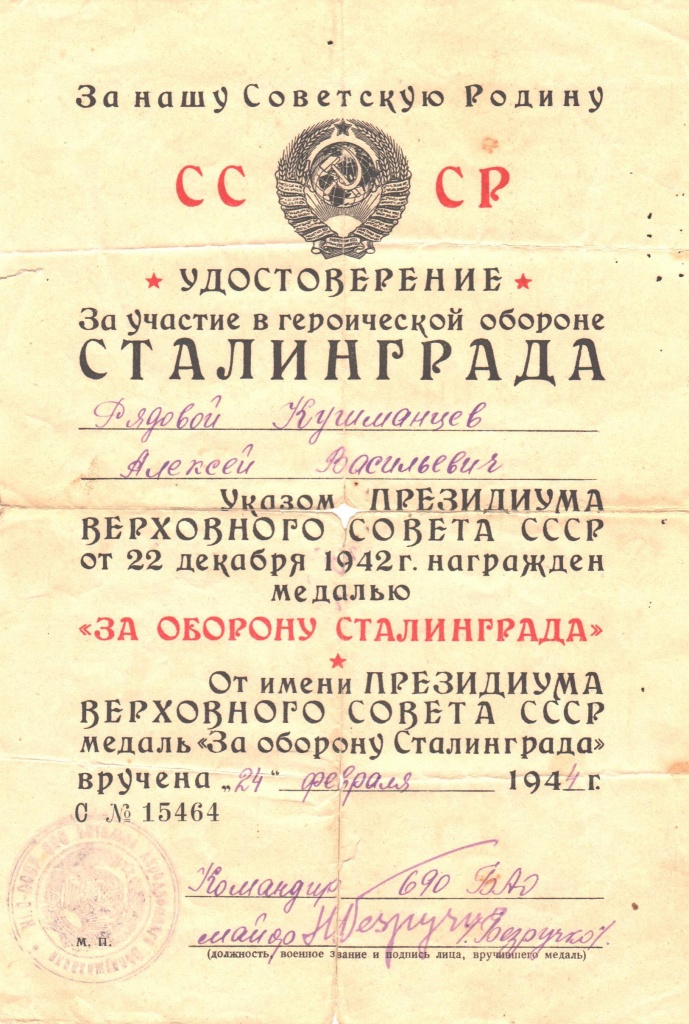 За нашу Советскую Родину
СС СР
УДОСТОВЕРЕНИЕ
За участие в героической обороне
СТАЛИНГРАДА
Рядовой Кушманцев
Алексей Васильевич
Указом ПРЕЗИДИУМА
ВЕРХОВНОГО СОВЕТА СССР
от 22 декабря 1942 г. награжден
медалью
«ЗА ОБОРОНУ СТАЛИНГРАДА»
От имени ПРЕЗИДИУМА
ВЕРХОВНОГО СОВЕТА СССР
медаль «За оборону Сталинграда»
вручена „24“ февраля 1944 г.
С № 15464
Командир 690 БАО
майор Безручко /Безручко/.
м. п.
(должность, военное звание и подпись лица, вручившего медаль)